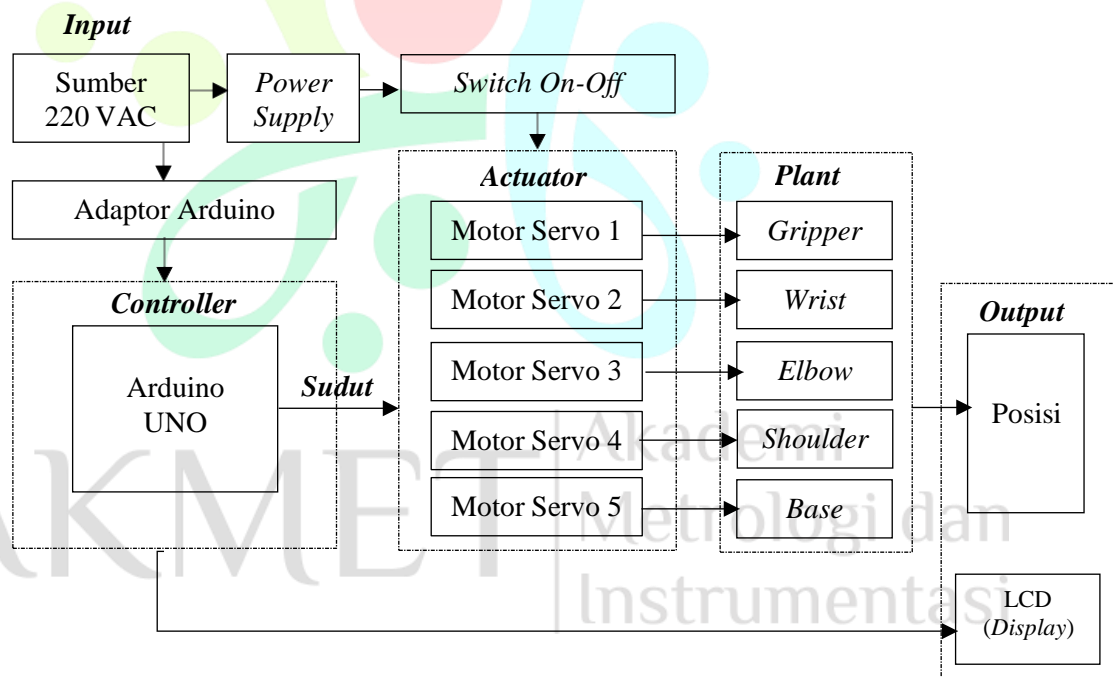 Input
Sumber
220 VAC
Power
Supply
Switch On-Off
Adaptor Arduino
Controller
Arduino
UNO
Sudut
Actuator
Motor Servo 1
Motor Servo 2
Motor Servo 3
Motor Servo 4
Motor Servo 5
Plant
Gripper
Wrist
Elbow
Shoulder
Base
Output
Posisi
LCD
(Display)
AKMET
Akademi
Metrologi dan
Instrumentasi